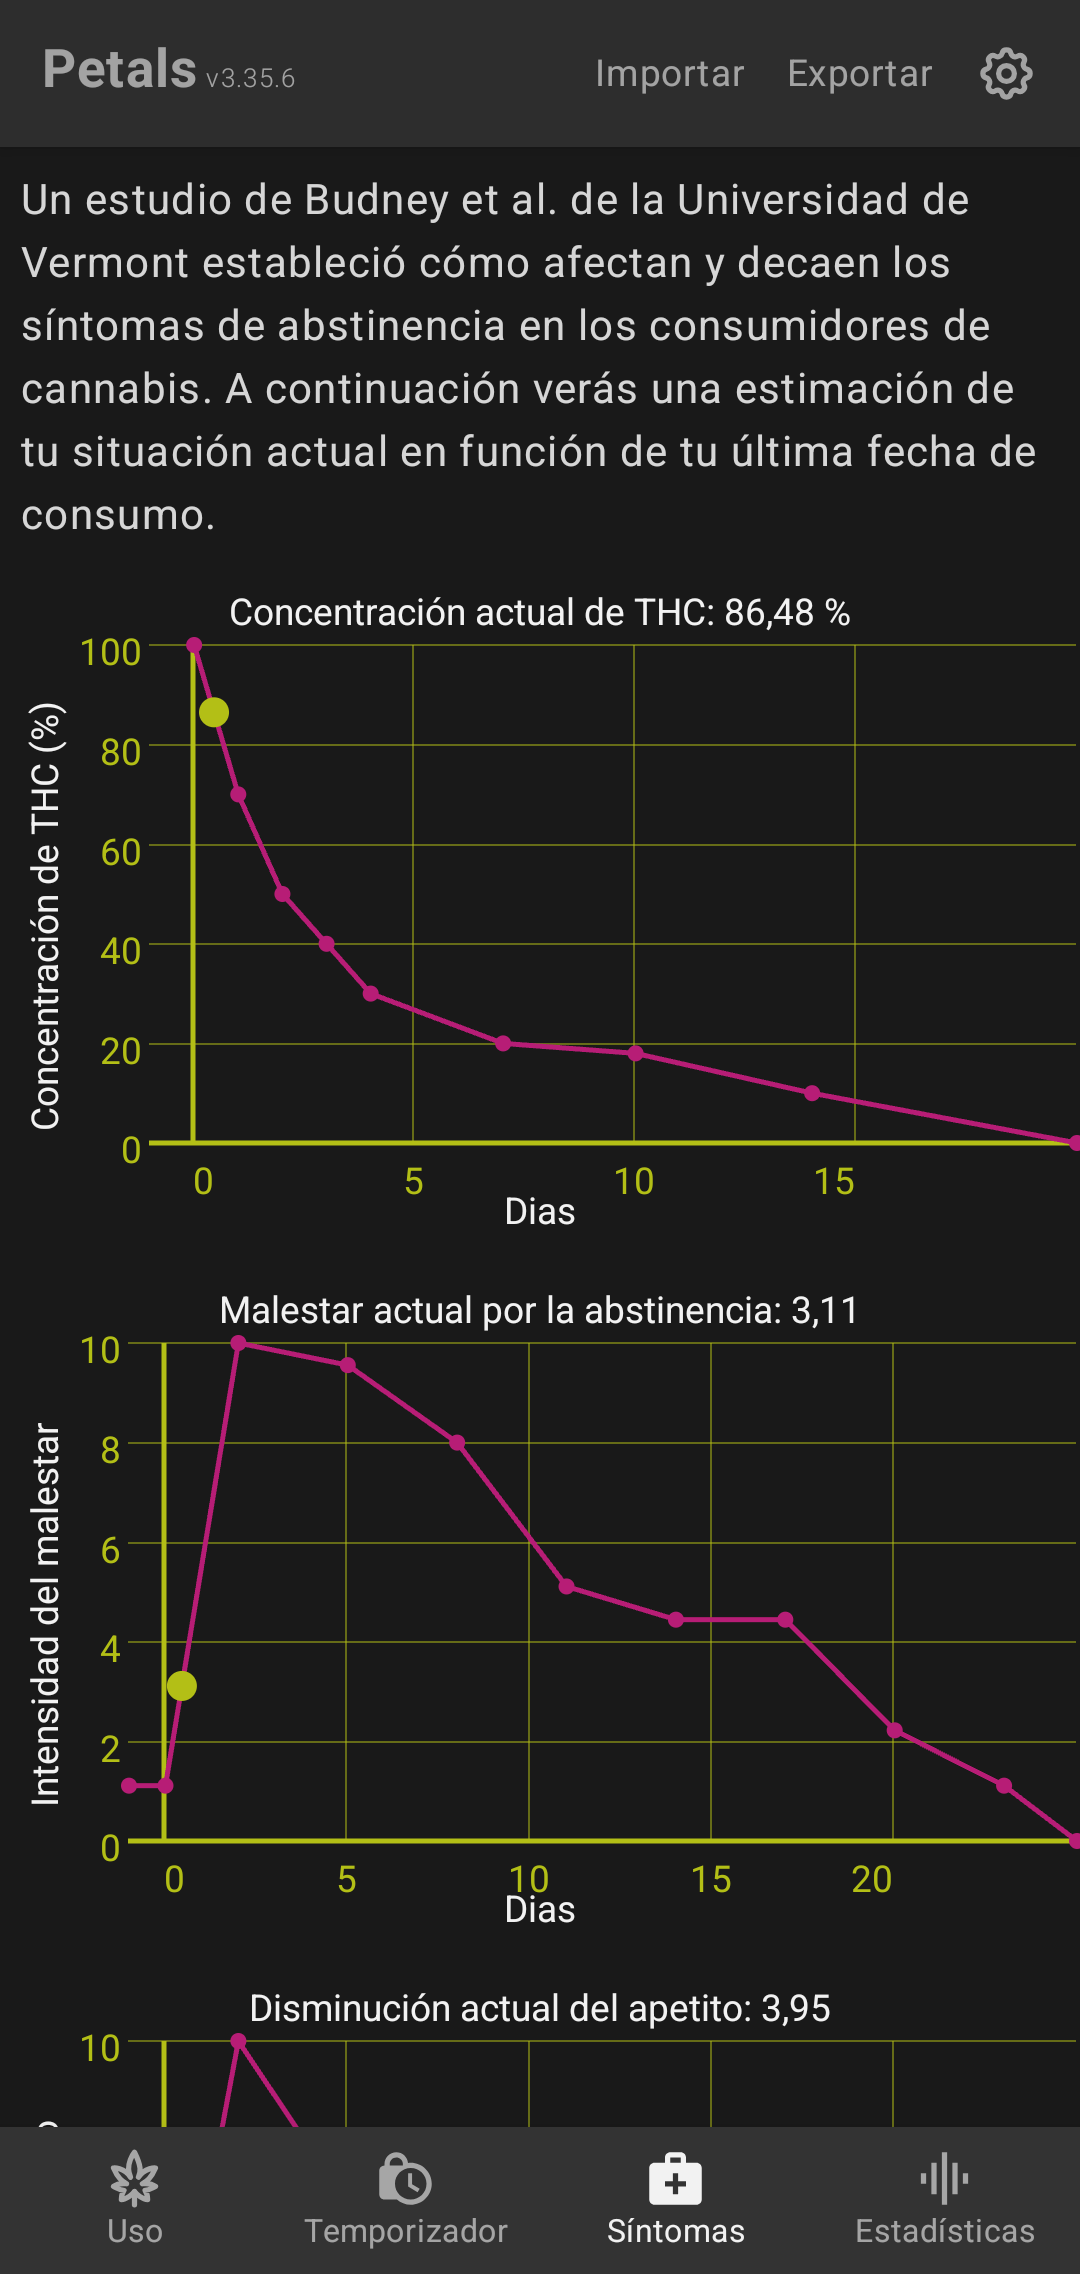 Petals v3.35.6 Importar Exportar
Un estudio de Budney et al. de la Universidad de
Vermont estableció cómo afectan y decaen los
síntomas de abstinencia en los consumidores de
cannabis. A continuación verás una estimación de
tu situación actual en función de tu última fecha de
consumo.
Concentración actual de THC: 86,48 %
Concentración de THC (%)
100
80
60
40
20
0
0 5 10 15
Dias
Malestar actual por la abstinencia: 3,11
Intensidad del malestar
10
8
6
4
2
0
0 5 10 15 20
Dias
Disminución actual del apetito: 3,95
10
Uso Temporizador Síntomas Estadísticas